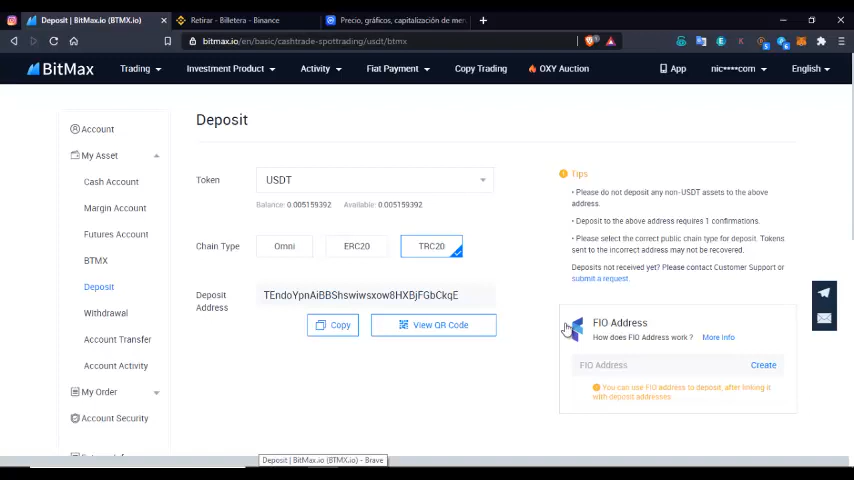 Deposit | BitMax.io (BTMX.io)
Retirar - Billetera - Binance
Precio, gráficos, capitalización de mer
bitmax.io/en/basic/cashtrade-spottrading/usdt/btmx
BitMax
Trading
Investment Product
Activity
Fiat Payment
Copy Trading
OXY Auction
App
nic****com
English
Account
My Asset
Cash Account
Margin Account
Futures Account
BTMX
Deposit
Withdrawal
Account Transfer
Account Activity
My Order
Account Security
Deposit
Token
USDT
Balance: 0.005159392 Available: 0.005159392
Chain Type
Omni
ERC20
TRC20
Deposit
Address
TEndoYpnAiBBShswiwsxow8HXBjFGbCkqE
Copy
View QR Code
Tips
• Please do not deposit any non-USDT assets to the above
address.
• Deposit to the above address requires 1 confirmations.
• Please select the correct public chain type for deposit. Tokens
sent to the incorrect address may not be recovered.
Deposits not received yet? Please contact Customer Support or
submit a request.
FIO Address
How does FIO Address work ? More Info
FIO Address
Create
You can use FIO address to deposit, after linking it
with deposit addresses
Deposit | BitMax.io (BTMX.io) - Brave